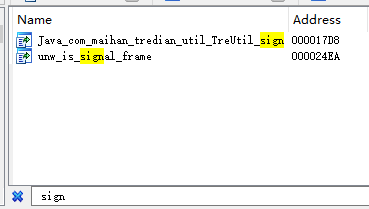 Name Address
Java_com_maihan_tredian_util_TreUtil_sign 000017D8
unw_is_signal_frame 000024EA
sign